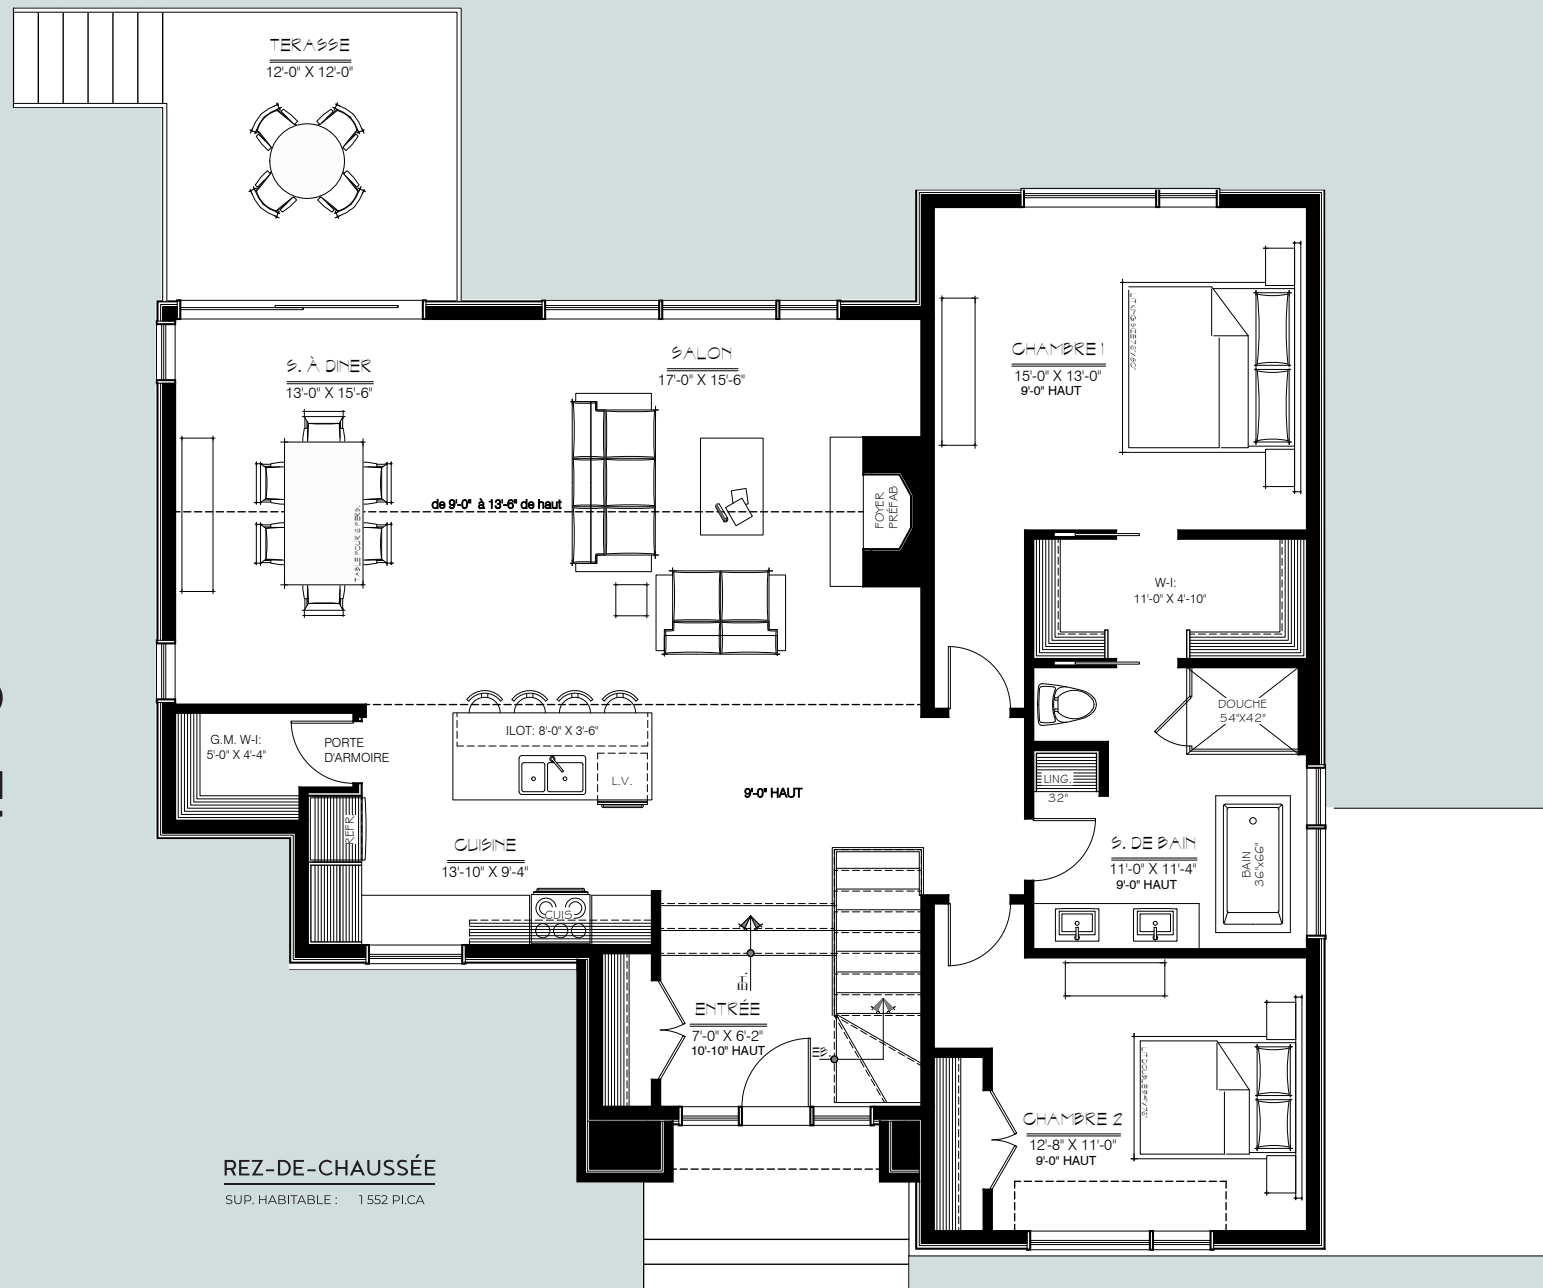 TERASSE
12'-0" X 12'-0"
S. À DINER
13'-0" X 15'-6"
SALON
17'-0" X 15'-6"
CHAMBRE 1
15'-0" X 13'-0"
9'-0" HAUT
de 9'-0" à 13'-6" de haut
TABLE POUR 6 PERS.
FOYER
PRÉFAB
W-I:
11'-0" X 4'-10"
DOUCHE
54"X42"
G.M. W-I:
5'-0" X 4'-4"
PORTE
D'ARMOIRE
ILOT: 8'-0" X 3'-6"
L.V.
9'-0" HAUT
LING.
32"
REFR.
CUISINE
13'-10" X 9'-4"
CUIS.
S. DE BAIN
11'-0" X 11'-4"
9'-0" HAUT
BAIN
36"x66"
ET.
ENTRÉE
7'-0" X 6'-2"
10'-10" HAUT
CHAMBRE 2
12'-8" X 11'-0"
9'-0" HAUT
REZ-DE-CHAUSSÉE
SUP. HABITABLE : 1 552 PI.CA